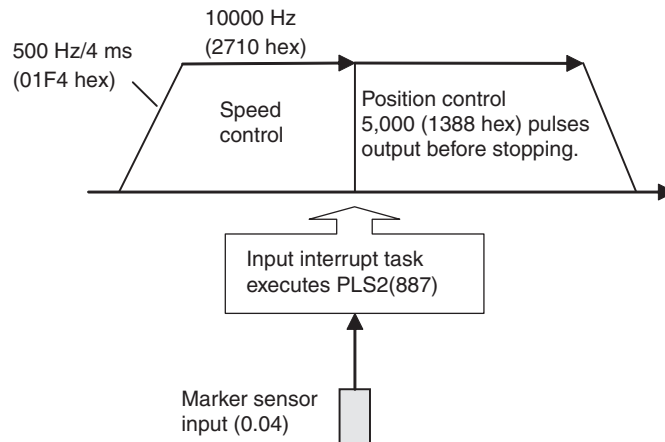 10000 Hz
(2710 hex)
500 Hz/4 ms
(01F4 hex)
Speed
control
Position control
5,000 (1388 hex) pulses
output before stopping.
Input interrupt task
executes PLS2(887)
Marker sensor
input (0.04)